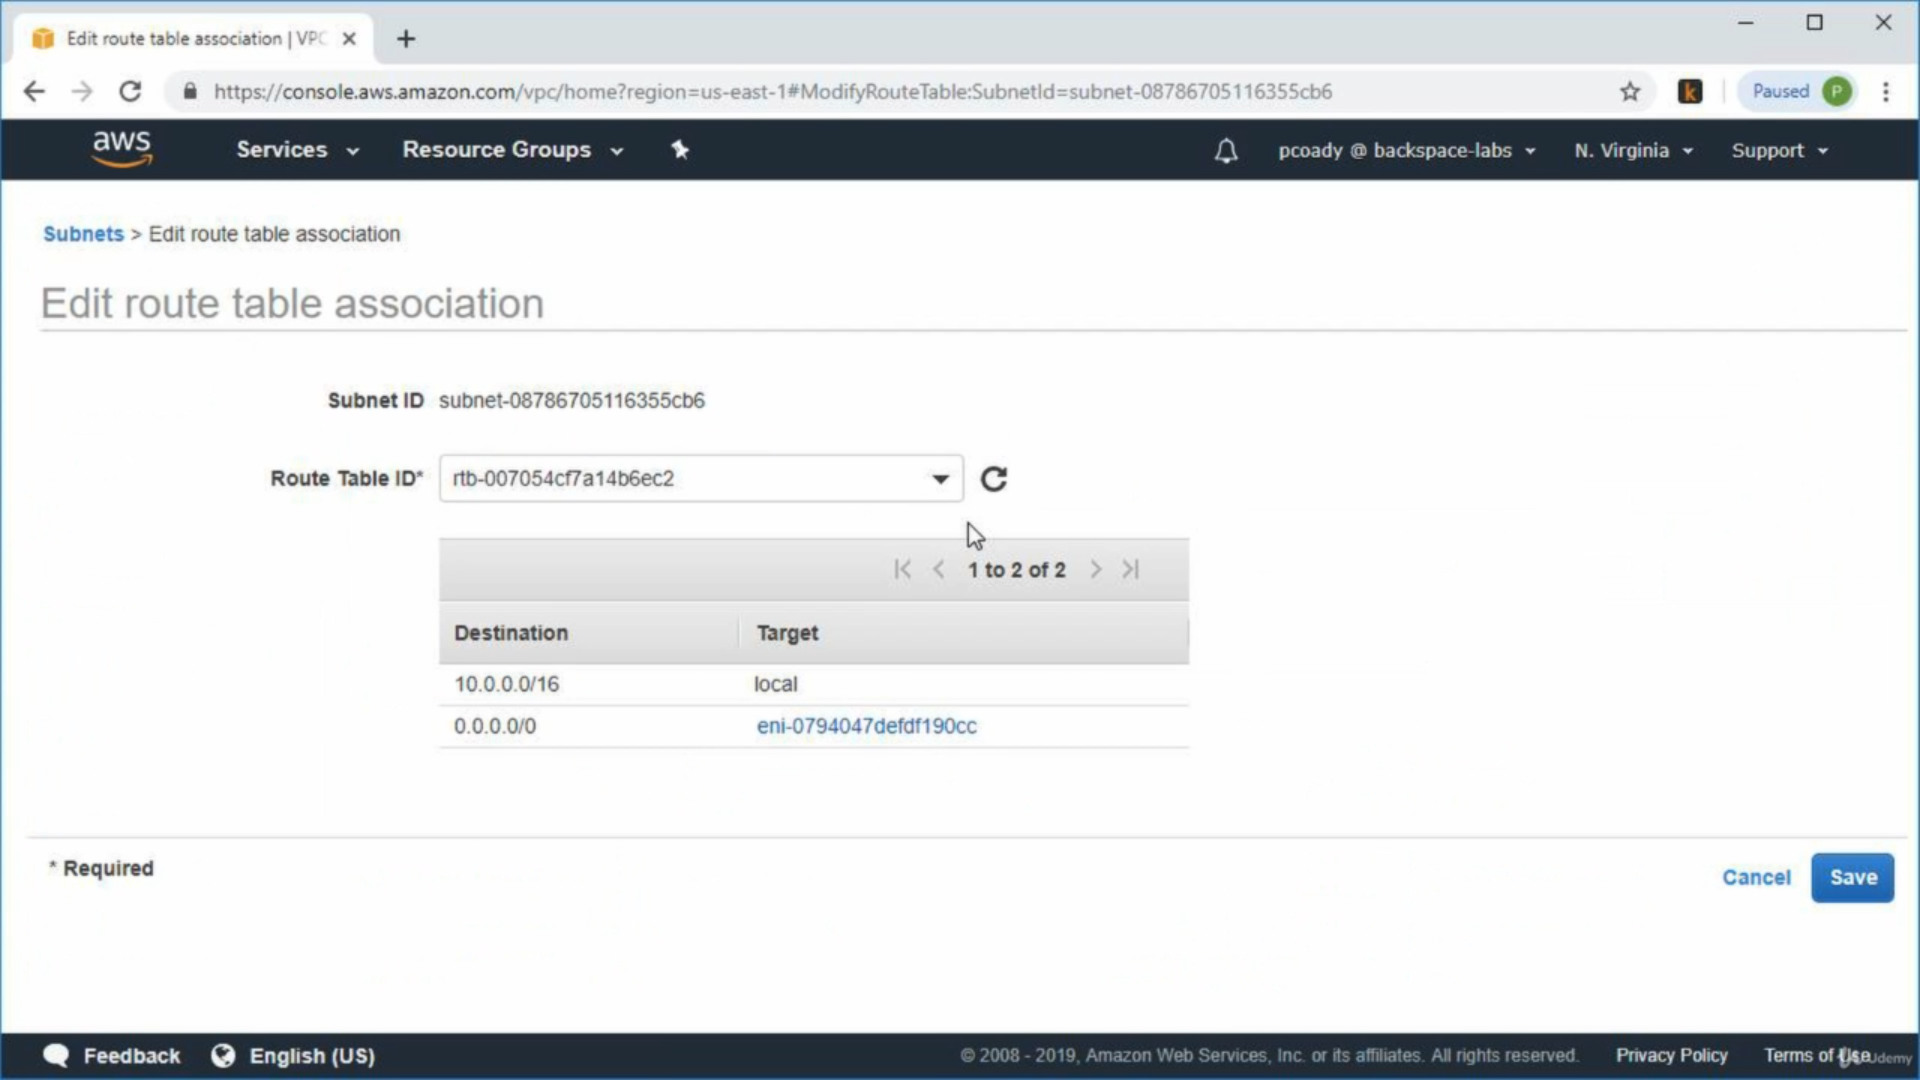 Edit route table association | VPC
https://console.aws.amazon.com/vpc/home?region=us-east-1#ModifyRouteTable:SubnetId=subnet-08786705116355cb6
k
Paused P
aws
Services
Resource Groups
pcoady @ backspace-labs
N. Virginia
Support
Subnets > Edit route table association
Edit route table association
Subnet ID subnet-08786705116355cb6
Route Table ID* rtb-007054cf7a14b6ec2
1 to 2 of 2
Destination Target
10.0.0.0/16 local
0.0.0.0/0 eni-0794047defdf190cc
* Required
Cancel
Save
Feedback
English (US)
© 2008 - 2019, Amazon Web Services, Inc. or its affiliates. All rights reserved.
Privacy Policy
Terms of Use
Udemy